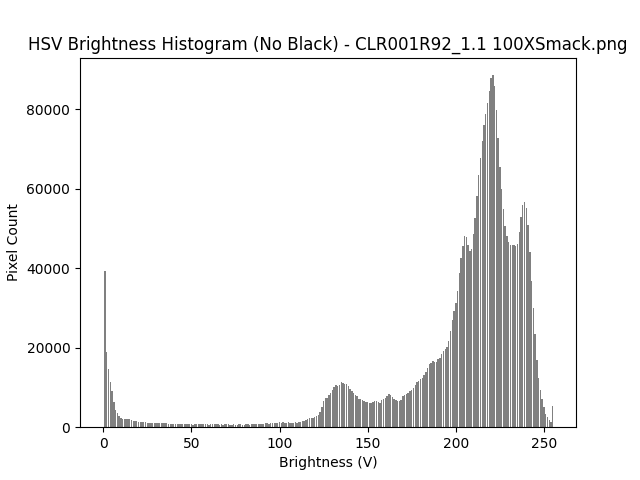 HSV Brightness Histogram (No Black) - CLR001R92_1.1 100XSmack.png
80000
60000
40000
20000
0
Pixel Count
0 50 100 150 200 250
Brightness (V)